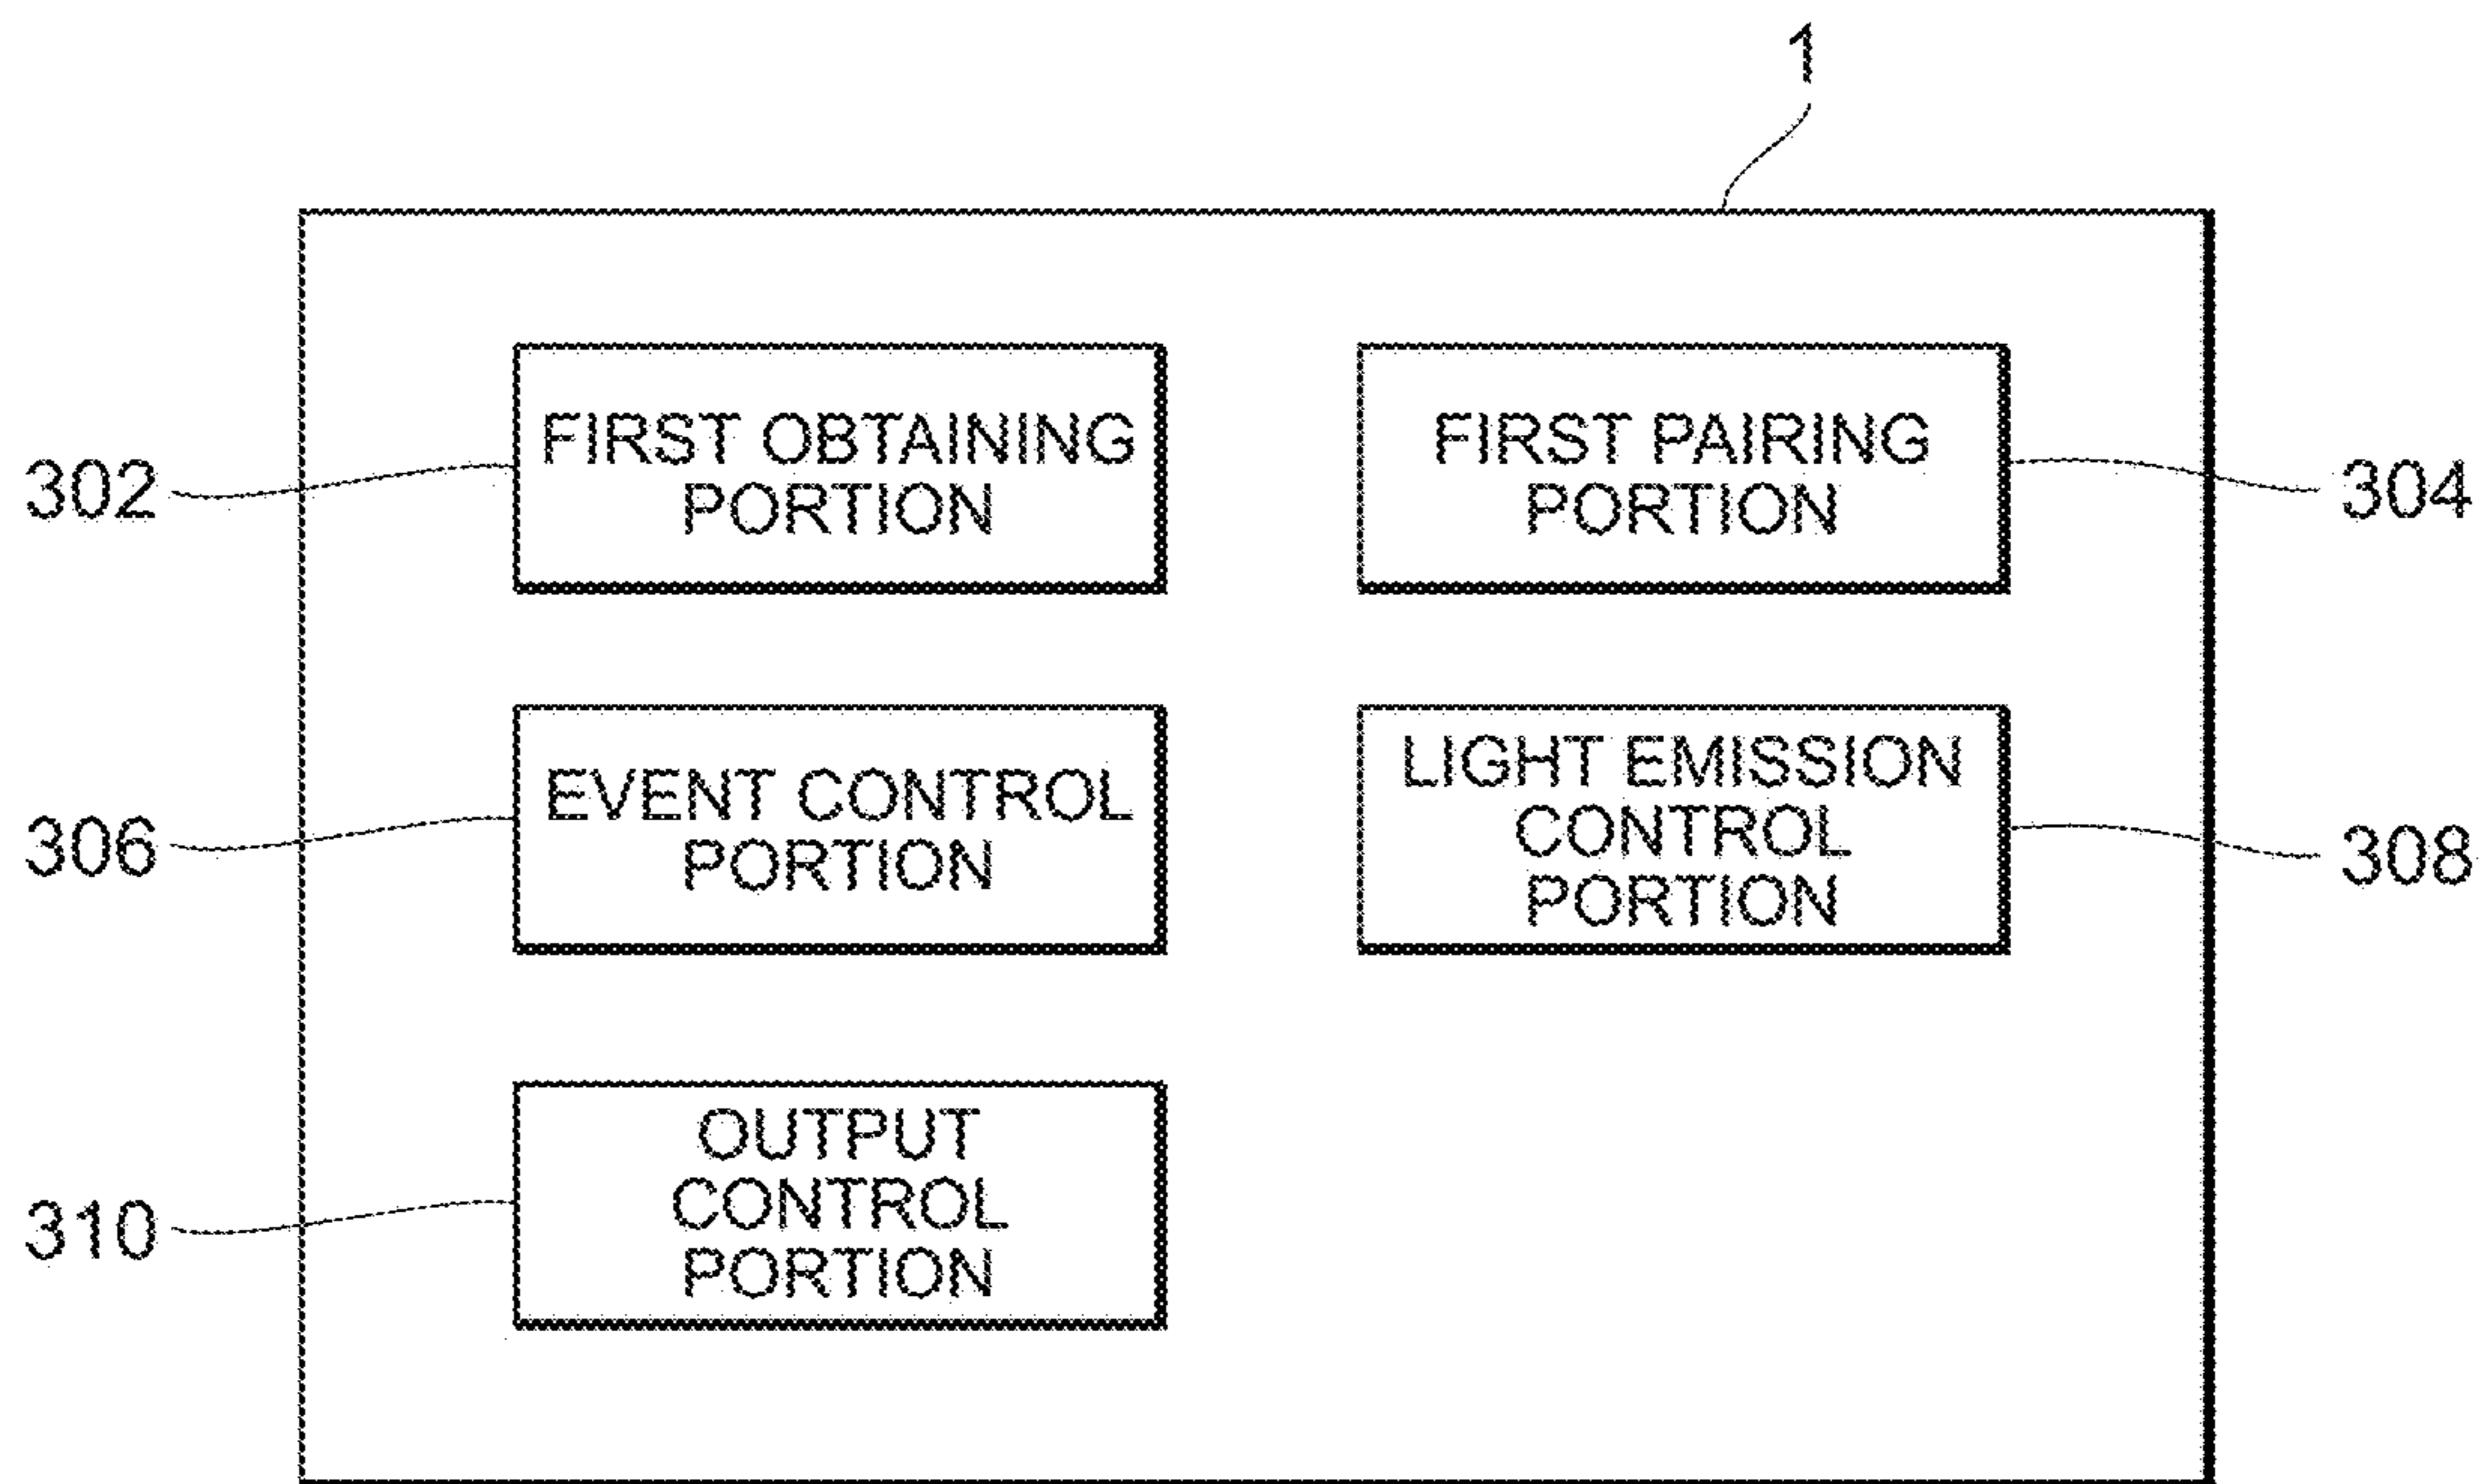 1
FIRST OBTAINING
PORTION
FIRST PAIRING
PORTION
302
304
EVENT CONTROL
PORTION
LIGHT EMISSION
CONTROL
PORTION
306
308
OUTPUT
CONTROL
PORTION
310